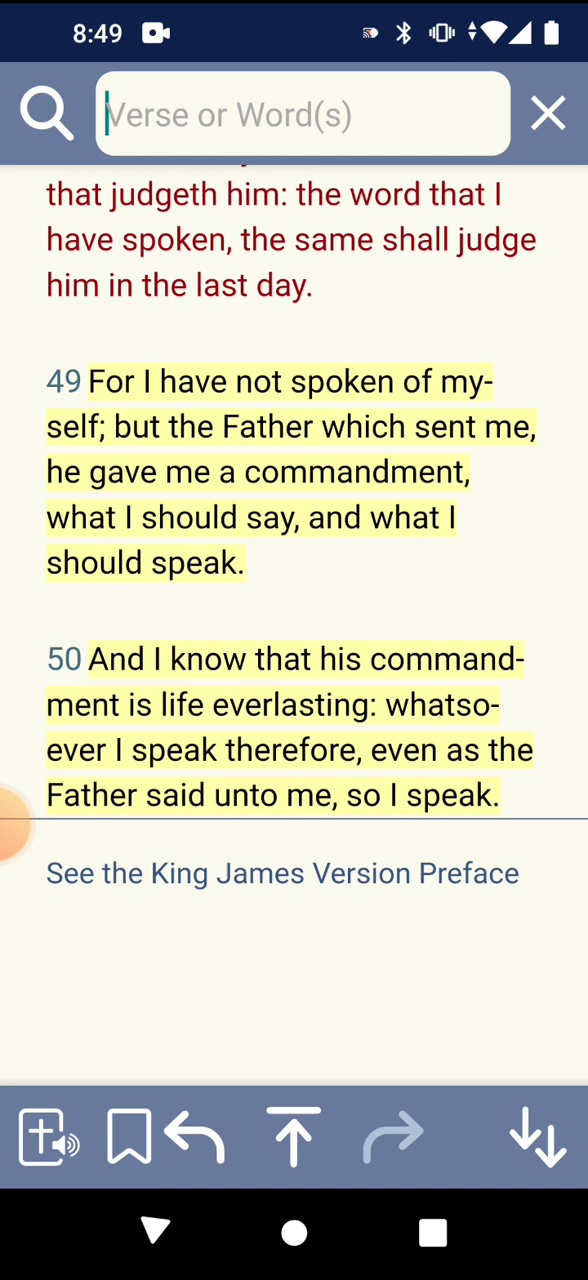 8:49
Verse or Word(s)
that judgeth him: the word that I
have spoken, the same shall judge
him in the last day.
49 For I have not spoken of my-
self; but the Father which sent me,
he gave me a commandment,
what I should say, and what I
should speak.
50 And I know that his command-
ment is life everlasting: whatso-
ever I speak therefore, even as the
Father said unto me, so I speak.
See the King James Version Preface